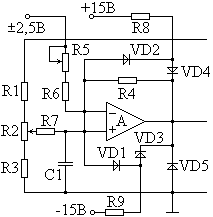 +15В
±2,5В
R8
R5
VD2
VD4
R1
R6
R4
R2
R7
A
VD3
R3
C1
VD1
VD5
R9
-15В